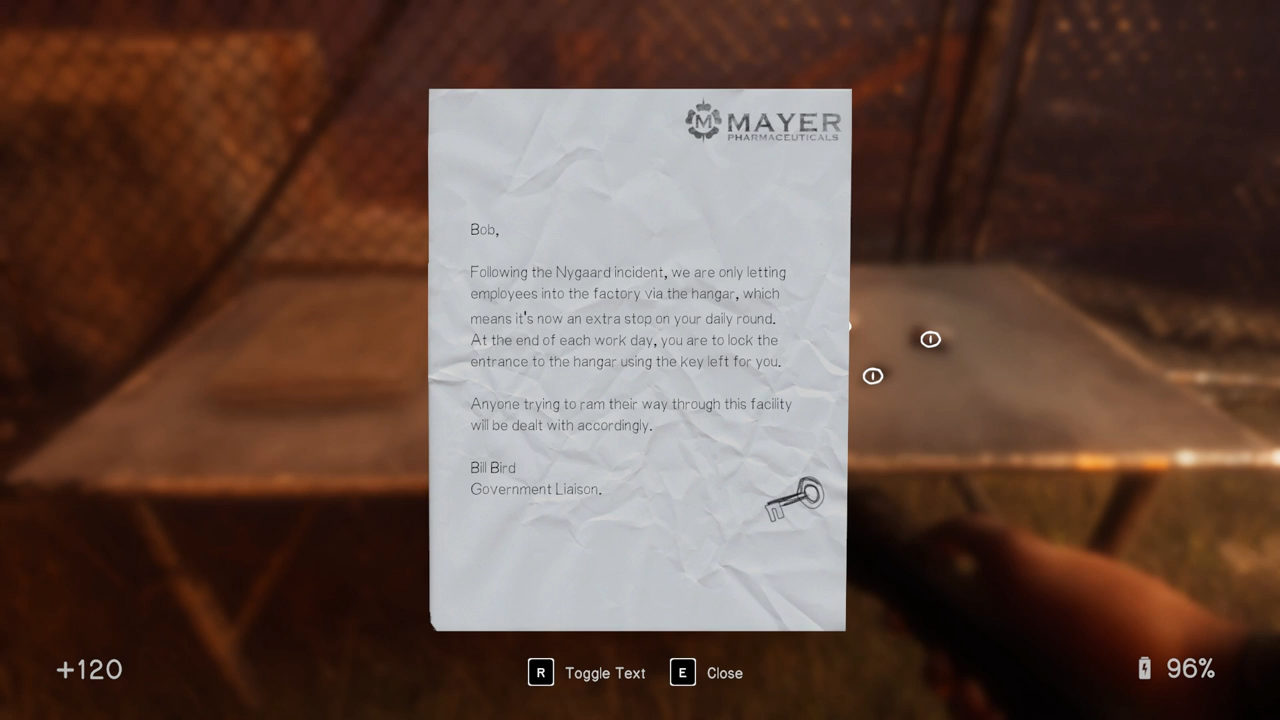 M MAYER
PHARMACEUTICALS
Bob,
Following the Nygaard incident, we are only letting
employees into the factory via the hangar, which
means it's now an extra stop on your daily round.
At the end of each work day, you are to lock the
entrance to the hangar using the key left for you.
Anyone trying to ram their way through this facility
will be dealt with accordingly.
Bill Bird
Government Liaison.
+120
R Toggle Text E Close
96%